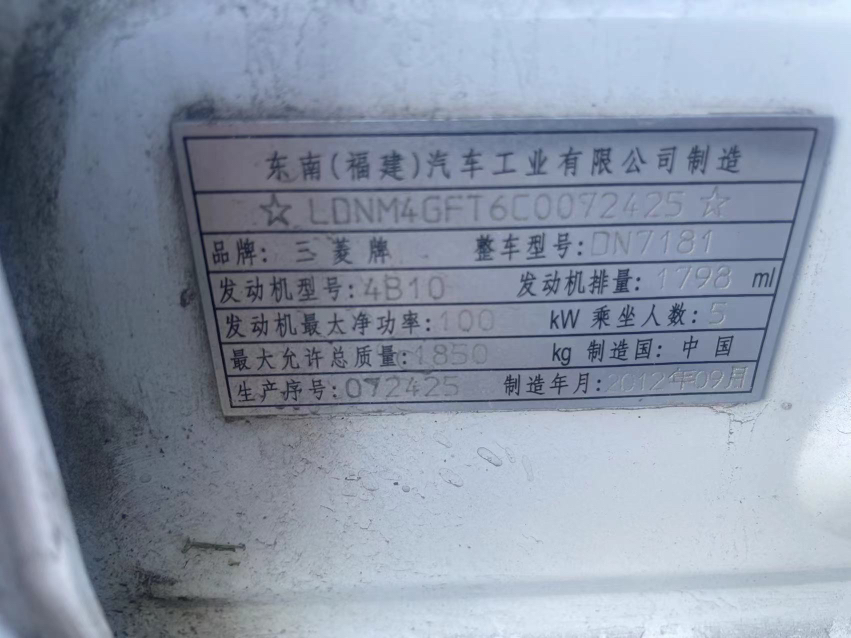 东南(福建)汽车工业有限公司制造
☆ LDNM4GFT6C0072425 ☆
品牌: 三菱牌 整车型号: DN7181
发动机型号: 4B10 发动机排量: 1798 ml
发动机最大净功率: 100 kW 乘坐人数: 5
最大允许总质量: 1850 kg 制造国: 中国
生产序号: 072425 制造年月: 2012年09月